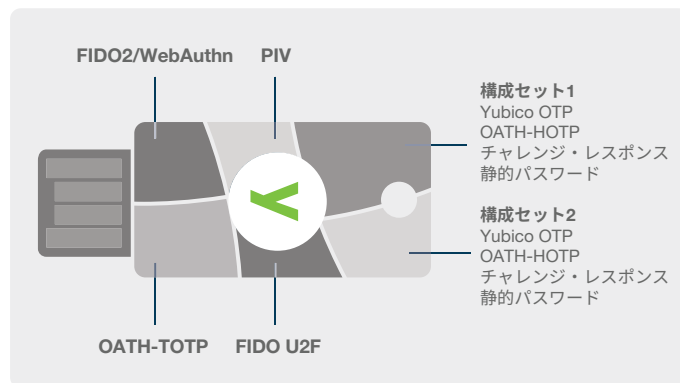 FIDO2/WebAuthn
PIV
構成セット1
Yubico OTP
OATH-HOTP
チャレンジ・レスポンス
静的パスワード
構成セット2
Yubico OTP
OATH-HOTP
チャレンジ・レスポンス
静的パスワード
OATH-TOTP
FIDO U2F